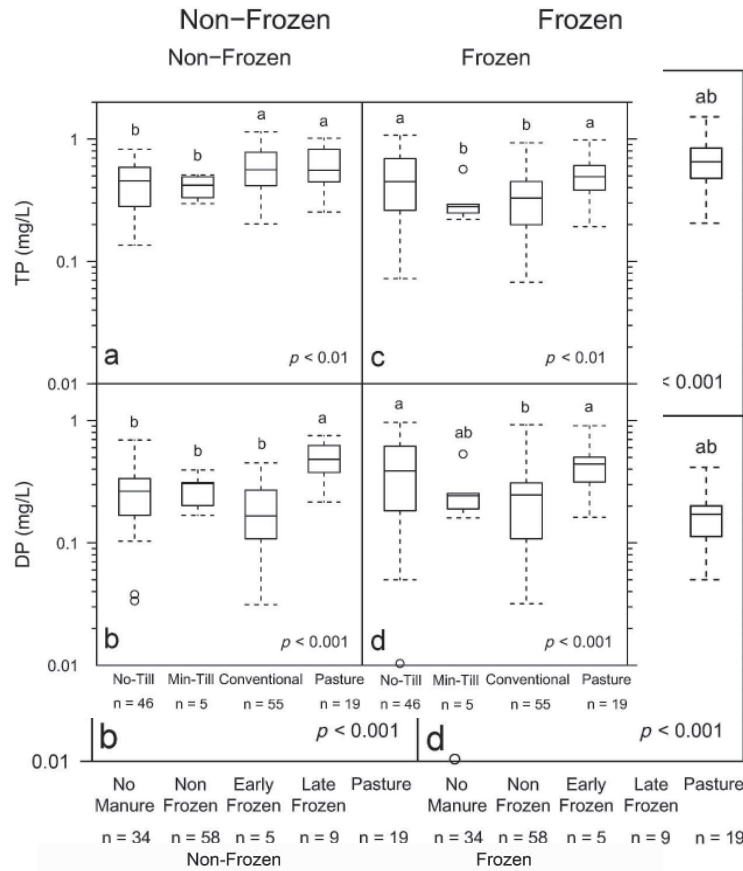 Non-Frozen Frozen
Non-Frozen Frozen
ab
a a a a
b b b b
1
TP (mg/L)
0.1
a p < 0.01 c p < 0.01
< 0.001
0.01
a a a
b b b ab b
ab
1
DP (mg/L)
0.1
b p < 0.001 d p < 0.001
0.01
No-Till Min-Till Conventional Pasture No-Till Min-Till Conventional Pasture
n = 46 n = 5 n = 55 n = 19 n = 46 n = 5 n = 55 n = 19
b p < 0.001 d p < 0.001
0.01
No Non Early Late Pasture No Non Early Late Pasture
Manure Frozen Frozen Frozen Manure Frozen Frozen Frozen
n = 34 n = 58 n = 5 n = 9 n = 19 n = 34 n = 58 n = 5 n = 9 n = 19
Non-Frozen Frozen